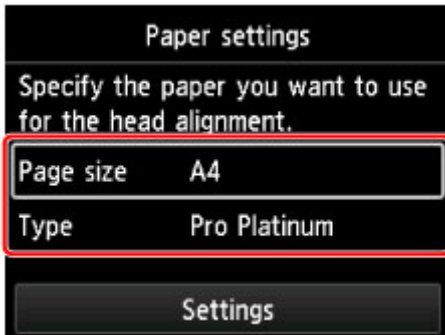 Paper settings
Specify the paper you want to use
for the head alignment.
Page size A4
Type Pro Platinum
Settings